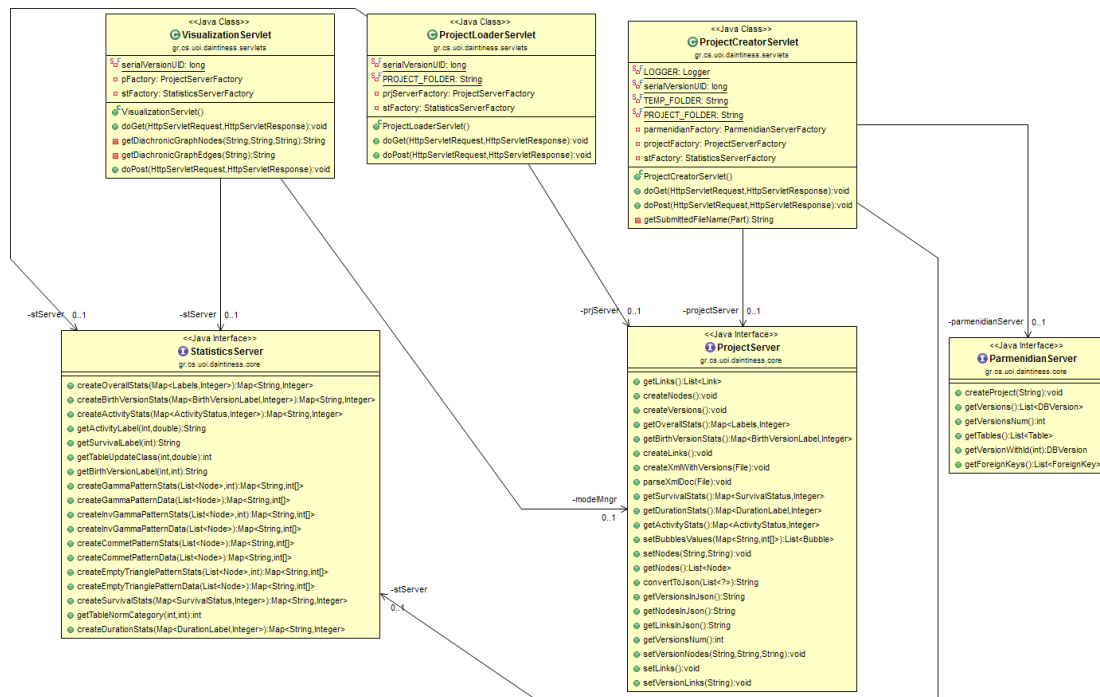 <<Java Class>>
VisualizationServlet
gr.cs.uoi.daintiness.servlets
serialVersionUID: long
pFactory: ProjectServerFactory
stFactory: StatisticsServerFactory
VisualizationServlet()
doGet(HttpServletRequest,HttpServletResponse):void
getDiachronicGraphNodes(String,String,String):String
getDiachronicGraphEdges(String):String
doPost(HttpServletRequest,HttpServletResponse):void
<<Java Class>>
ProjectLoaderServlet
gr.cs.uoi.daintiness.servlets
serialVersionUID: long
PROJECT_FOLDER: String
prjServerFactory: ProjectServerFactory
stFactory: StatisticsServerFactory
ProjectLoaderServlet()
doGet(HttpServletRequest,HttpServletResponse):void
doPost(HttpServletRequest,HttpServletResponse):void
<<Java Class>>
ProjectCreatorServlet
gr.cs.uoi.daintiness.servlets
LOGGER: Logger
serialVersionUID: long
TEMP_FOLDER: String
PROJECT_FOLDER: String
parmenidianFactory: ParmenidianServerFactory
projectFactory: ProjectServerFactory
stFactory: StatisticsServerFactory
ProjectCreatorServlet()
doGet(HttpServletRequest,HttpServletResponse):void
doPost(HttpServletRequest,HttpServletResponse):void
getSubmittedFileName(Part):String
-stServer 0..1
-stServer 0..1
-prjServer 0..1
-projectServer 0..1
-parmenidianServer 0..1
<<Java Interface>>
StatisticsServer
gr.cs.uoi.daintiness.core
createOverallStats(Map<Labels,Integer>):Map<String,Integer>
createBirthVersionStats(Map<BirthVersionLabel,Integer>):Map<String,Integer>
createActivityStats(Map<ActivityStatus,Integer>):Map<String,Integer>
getActivityLabel(int,double):String
getSurvivalLabel(int):String
getTableUpdateClass(int,double):int
getBirthVersionLabel(int,int):String
createGammaPatternStats(List<Node>,int):Map<String,int[]>
createGammaPatternData(List<Node>):Map<String,int[]>
createInvGammaPatternStats(List<Node>,int):Map<String,int[]>
createInvGammaPatternData(List<Node>):Map<String,int[]>
createCommetPatternStats(List<Node>):Map<String,int[]>
createCommetPatternData(List<Node>):Map<String,int[]>
createEmptyTrianglePatternStats(List<Node>,int):Map<String,int[]>
createEmptyTrianglePatternData(List<Node>):Map<String,int[]>
createSurvivalStats(Map<SurvivalStatus,Integer>):Map<String,Integer>
getTableNormCategory(int,int):int
createDurationStats(Map<DurationLabel,Integer>):Map<String,Integer>
-modelMngr
0..1
-stServer
0..1
<<Java Interface>>
ProjectServer
gr.cs.uoi.daintiness.core
getLinks():List<Link>
createNodes():void
createVersions():void
getOverallStats():Map<Labels,Integer>
getBirthVersionStats():Map<BirthVersionLabel,Integer>
createLinks():void
createXmlWithVersions(File):void
parseXmlDoc(File):void
getSurvivalStats():Map<SurvivalStatus,Integer>
getDurationStats():Map<DurationLabel,Integer>
getActivityStats():Map<ActivityStatus,Integer>
setBubblesValues(Map<String,int[]>):List<Bubble>
setNodes(String,String):void
getNodes():List<Node>
convertToJson(List<?>):String
getVersionsInJson():String
getNodesInJson():String
getLinksInJson():String
getVersionsNum():int
setVersionNodes(String,String,String):void
setLinks():void
setVersionLinks(String):void
<<Java Interface>>
ParmenidianServer
gr.cs.uoi.daintiness.core
createProject(String):void
getVersions():List<DBVersion>
getVersionsNum():int
getTables():List<Table>
getVersionWithId(int):DBVersion
getForeignKeys():List<ForeignKey>